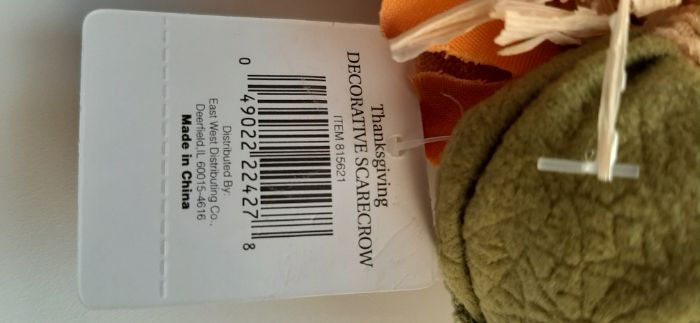 Thanksgiving
DECORATIVE SCARECROW
ITEM 815621
0 49022 22427 8
Distributed By:
East West Distributing Co.,
Deerfield, IL 60015-4616
Made in China